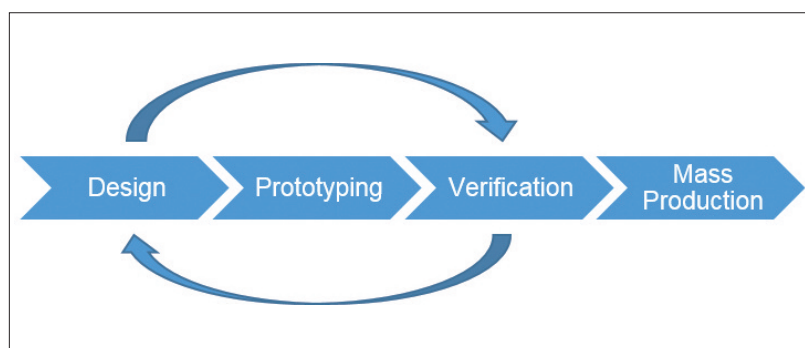 Design
Prototyping
Verification
Mass
Production